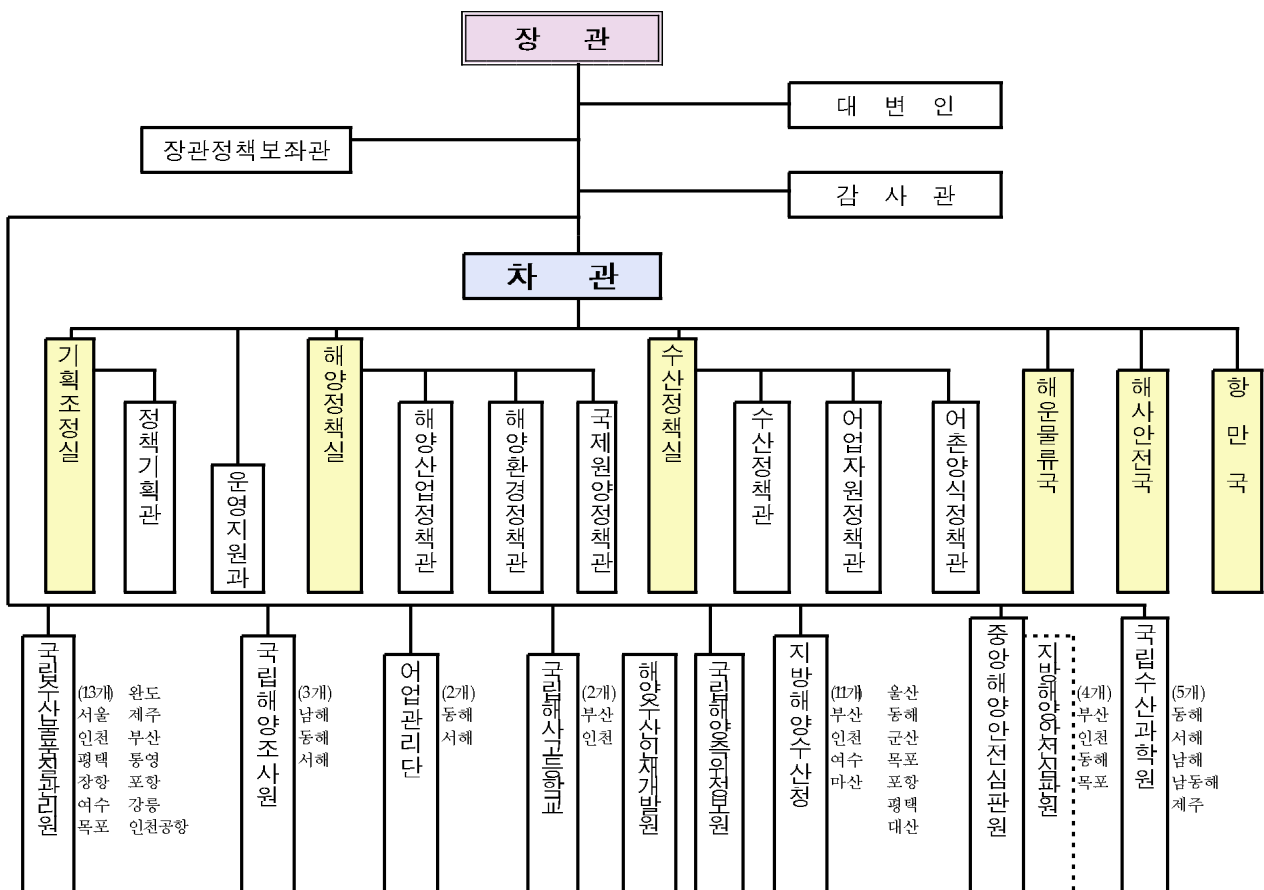 장 관
대 변 인
장관정책보좌관
감 사 관
차 관
기획조정실
정책기획관
운영지원과
해양정책실
해양산업정책관
해양환경정책관
국제원양정책관
수산정책실
수산정책관
어업자원정책관
어촌양식정책관
해운물류국
해사안전국
항 만 국
국립수산물품질관리원
(13개) 완도
서울 제주
인천 부산
평택 통영
장항 포항
여수 강릉
목포 인천공항
국립해양조사원
(3개)
남해
동해
서해
어업관리단
(2개)
동해
서해
국립해사고등학교
(2개)
부산
인천
해양수산인재개발원
국립해양측위정보원
지방해양수산청
(11개) 울산
부산 동해
인천 군산
여수 목포
마산 포항
평택
대산
중앙해양안전심판원
지방해양안전심판원
(4개)
부산
인천
동해
목포
국립수산과학원
(5개)
동해
서해
남해
남동해
제주